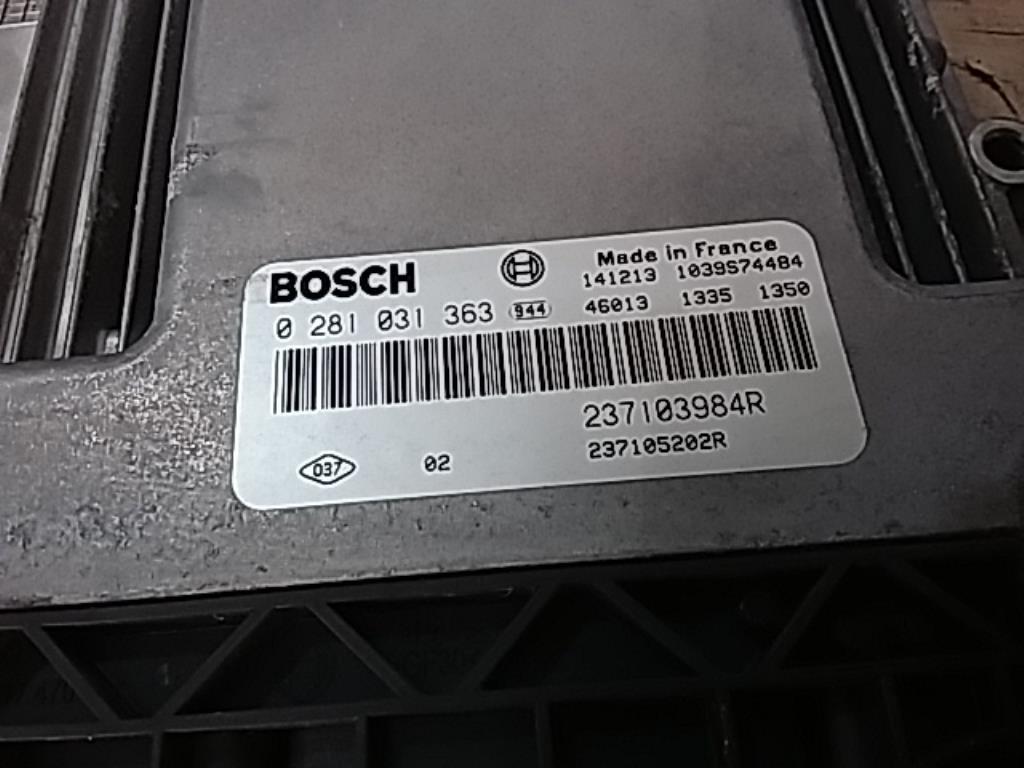 BOSCH
Made in France
141213 1039S74484
0 281 031 363 944 46013 1335 1350
237103984R
237105202R
037 02